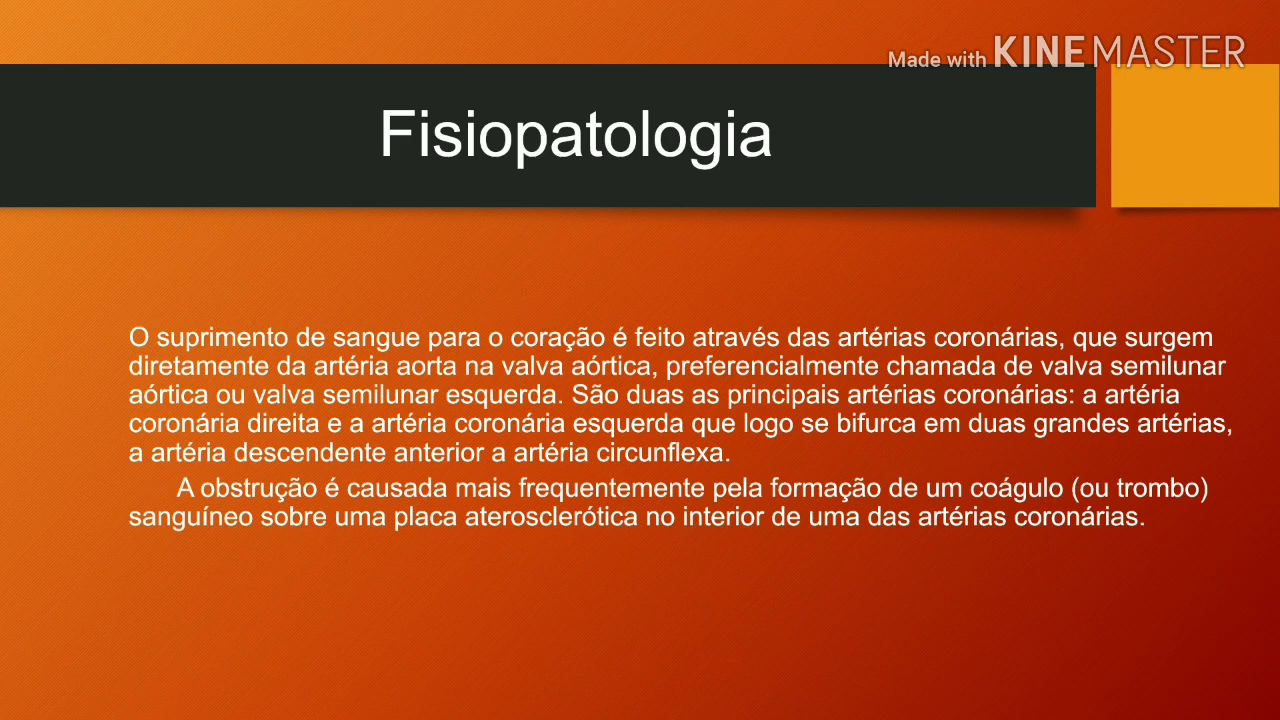 Made with KINEMASTER
Fisiopatologia
O suprimento de sangue para o coração é feito através das artérias coronárias, que surgem
diretamente da artéria aorta na valva aórtica, preferencialmente chamada de valva semilunar
aórtica ou valva semilunar esquerda. São duas as principais artérias coronárias: a artéria
coronária direita e a artéria coronária esquerda que logo se bifurca em duas grandes artérias,
a artéria descendente anterior a artéria circunflexa.
A obstrução é causada mais frequentemente pela formação de um coágulo (ou trombo)
sanguíneo sobre uma placa aterosclerótica no interior de uma das artérias coronárias.